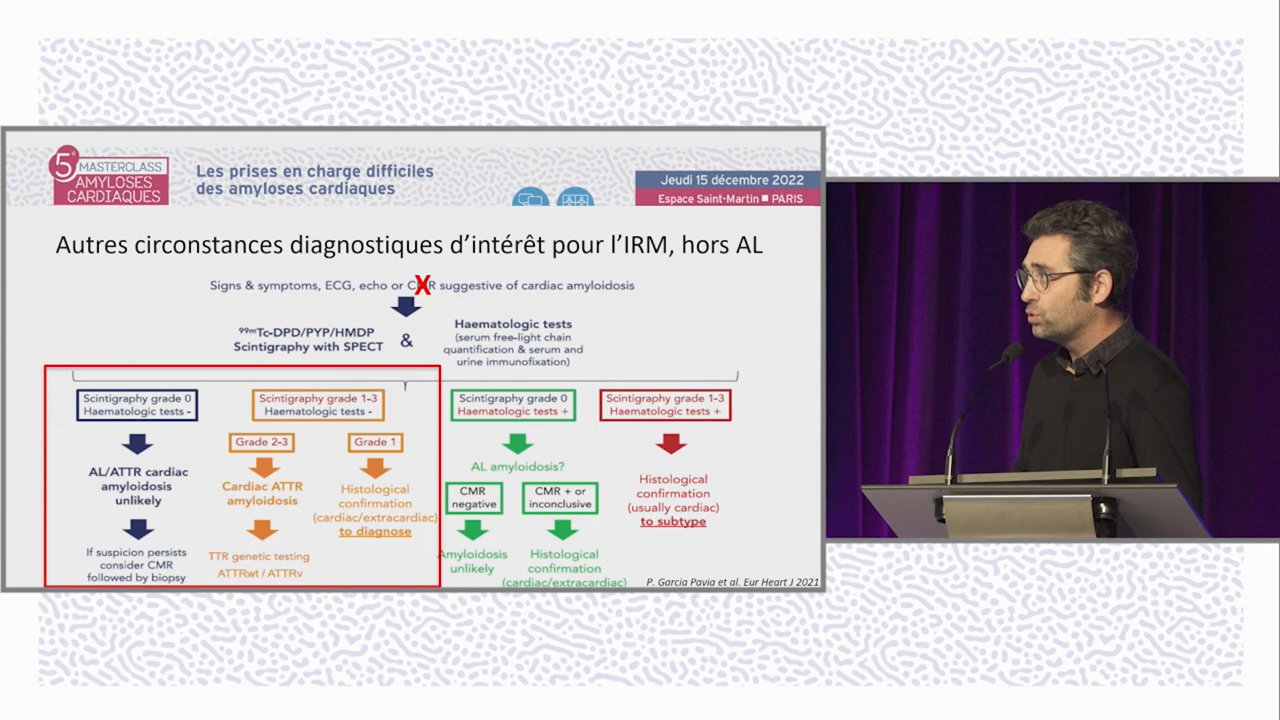 5e MASTERCLASS
AMYLOSES
CARDIAQUES
Les prises en charge difficiles
des amyloses cardiaques
Jeudi 15 décembre 2022
Espace Saint-Martin ■ PARIS
Autres circonstances diagnostiques d’intérêt pour l’IRM, hors AL
Signs & symptoms, ECG, echo or CMR suggestive of cardiac amyloidosis
X
99mTc-DPD/PYP/HMDP
Scintigraphy with SPECT
&
Haematologic tests
(serum free-light chain
quantification & serum and
urine immunofixation)
Scintigraphy grade 0
Haematologic tests -
Scintigraphy grade 1-3
Haematologic tests -
Scintigraphy grade 0
Haematologic tests +
Scintigraphy grade 1-3
Haematologic tests +
AL/ATTR cardiac
amyloidosis
unlikely
If suspicion persists
consider CMR
followed by biopsy
Grade 2-3
Cardiac ATTR
amyloidosis
TTR genetic testing
ATTRwt / ATTRv
Grade 1
Histological
confirmation
(cardiac/extracardiac)
to diagnose
AL amyloidosis?
CMR
negative
Amyloidosis
unlikely
CMR + or
inconclusive
Histological
confirmation
(cardiac/extracardiac)
Histological
confirmation
(usually cardiac)
to subtype
P. Garcia Pavia et al. Eur Heart J 2021